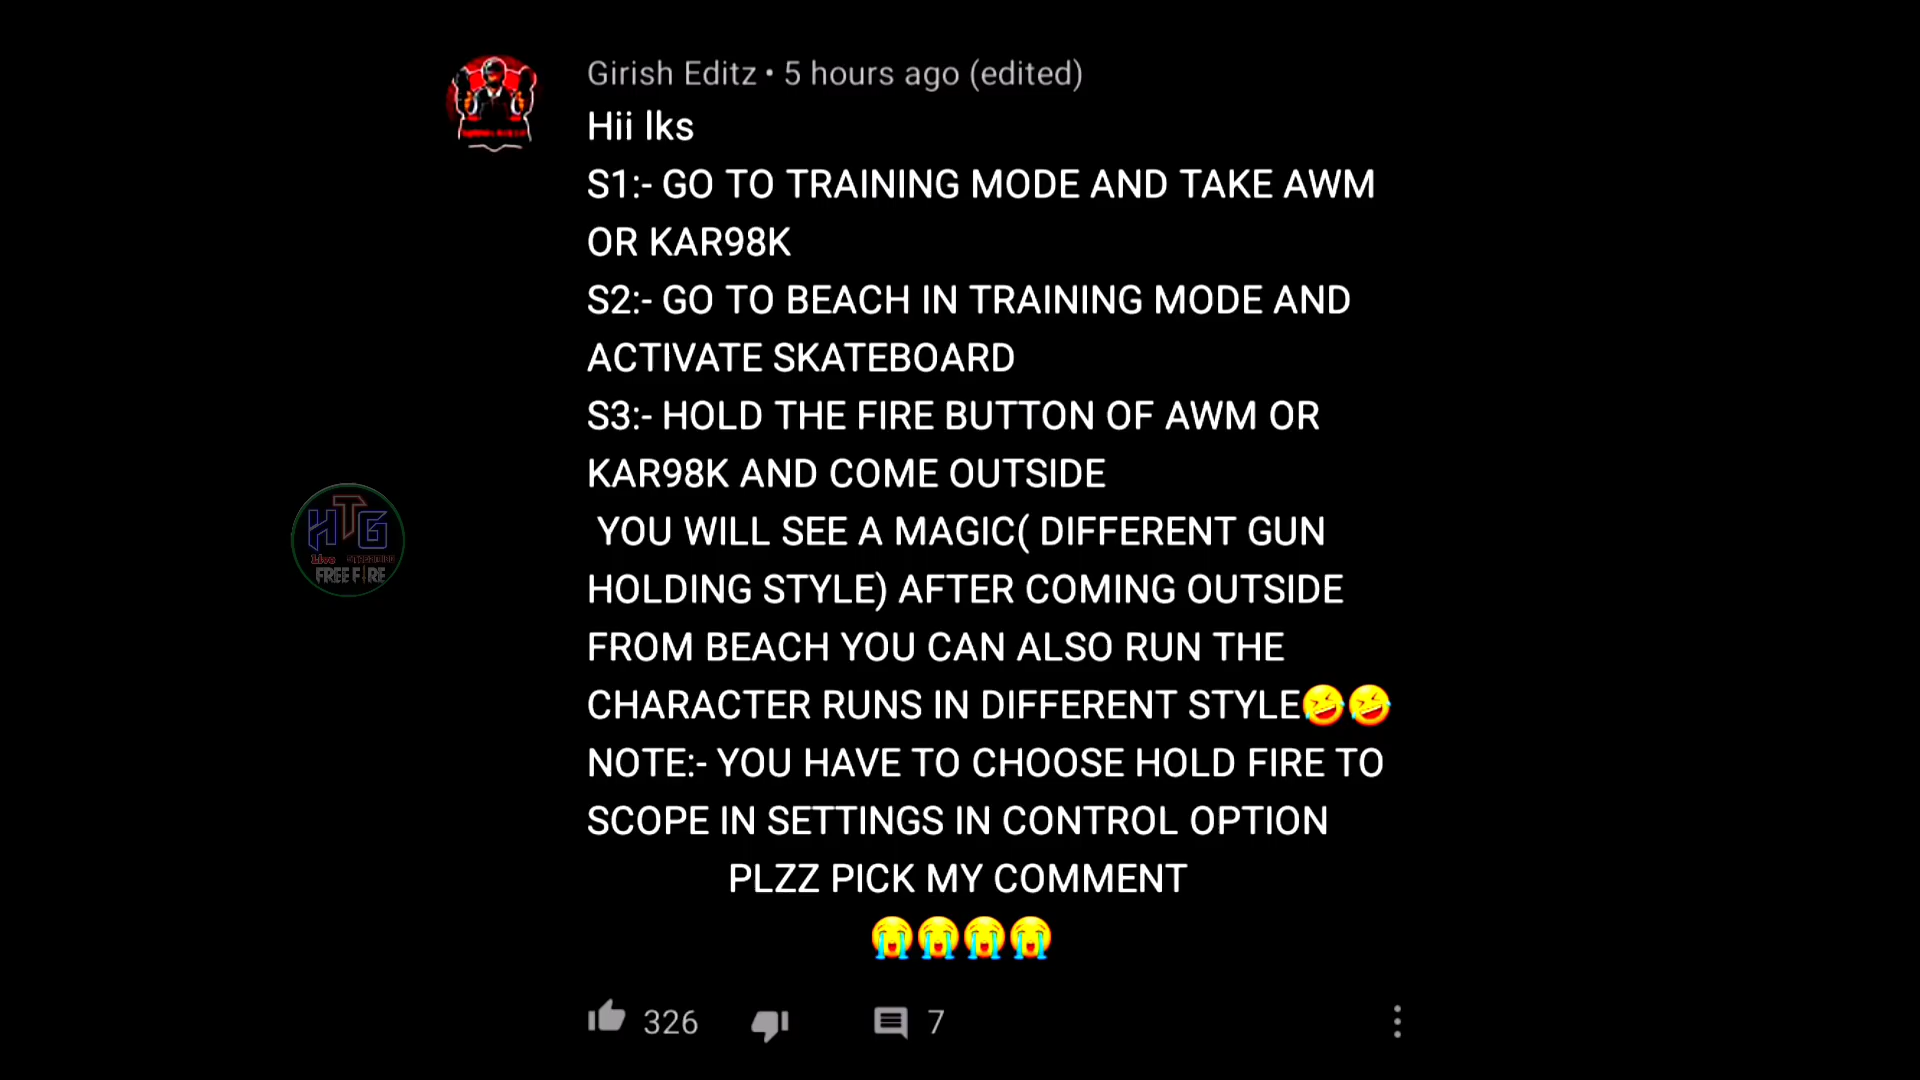 Girish Editz • 5 hours ago (edited)
Hii lks
S1:- GO TO TRAINING MODE AND TAKE AWM
OR KAR98K
S2:- GO TO BEACH IN TRAINING MODE AND
ACTIVATE SKATEBOARD
S3:- HOLD THE FIRE BUTTON OF AWM OR
KAR98K AND COME OUTSIDE
YOU WILL SEE A MAGIC( DIFFERENT GUN
HOLDING STYLE) AFTER COMING OUTSIDE
FROM BEACH YOU CAN ALSO RUN THE
CHARACTER RUNS IN DIFFERENT STYLE🤣🤣
NOTE:- YOU HAVE TO CHOOSE HOLD FIRE TO
SCOPE IN SETTINGS IN CONTROL OPTION
PLZZ PICK MY COMMENT
😭😭😭😭
326 7
HTG
Live
FREE FIRE